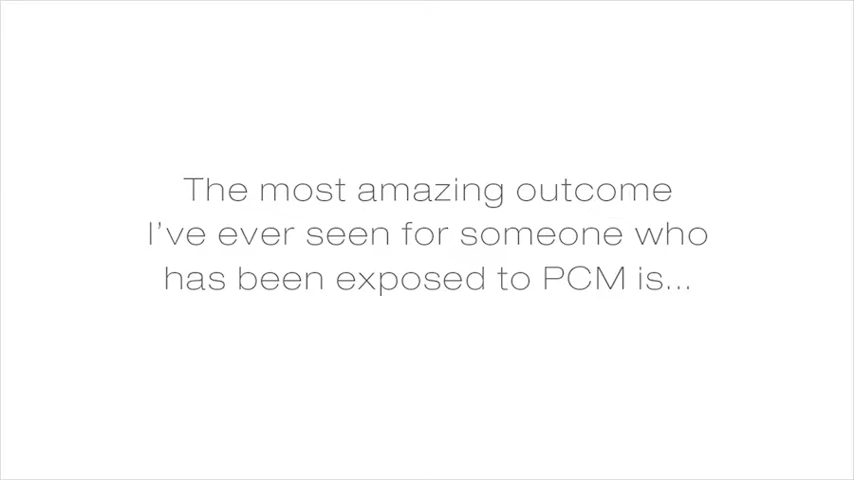 The most amazing outcome
I've ever seen for someone who
has been exposed to PCM is...